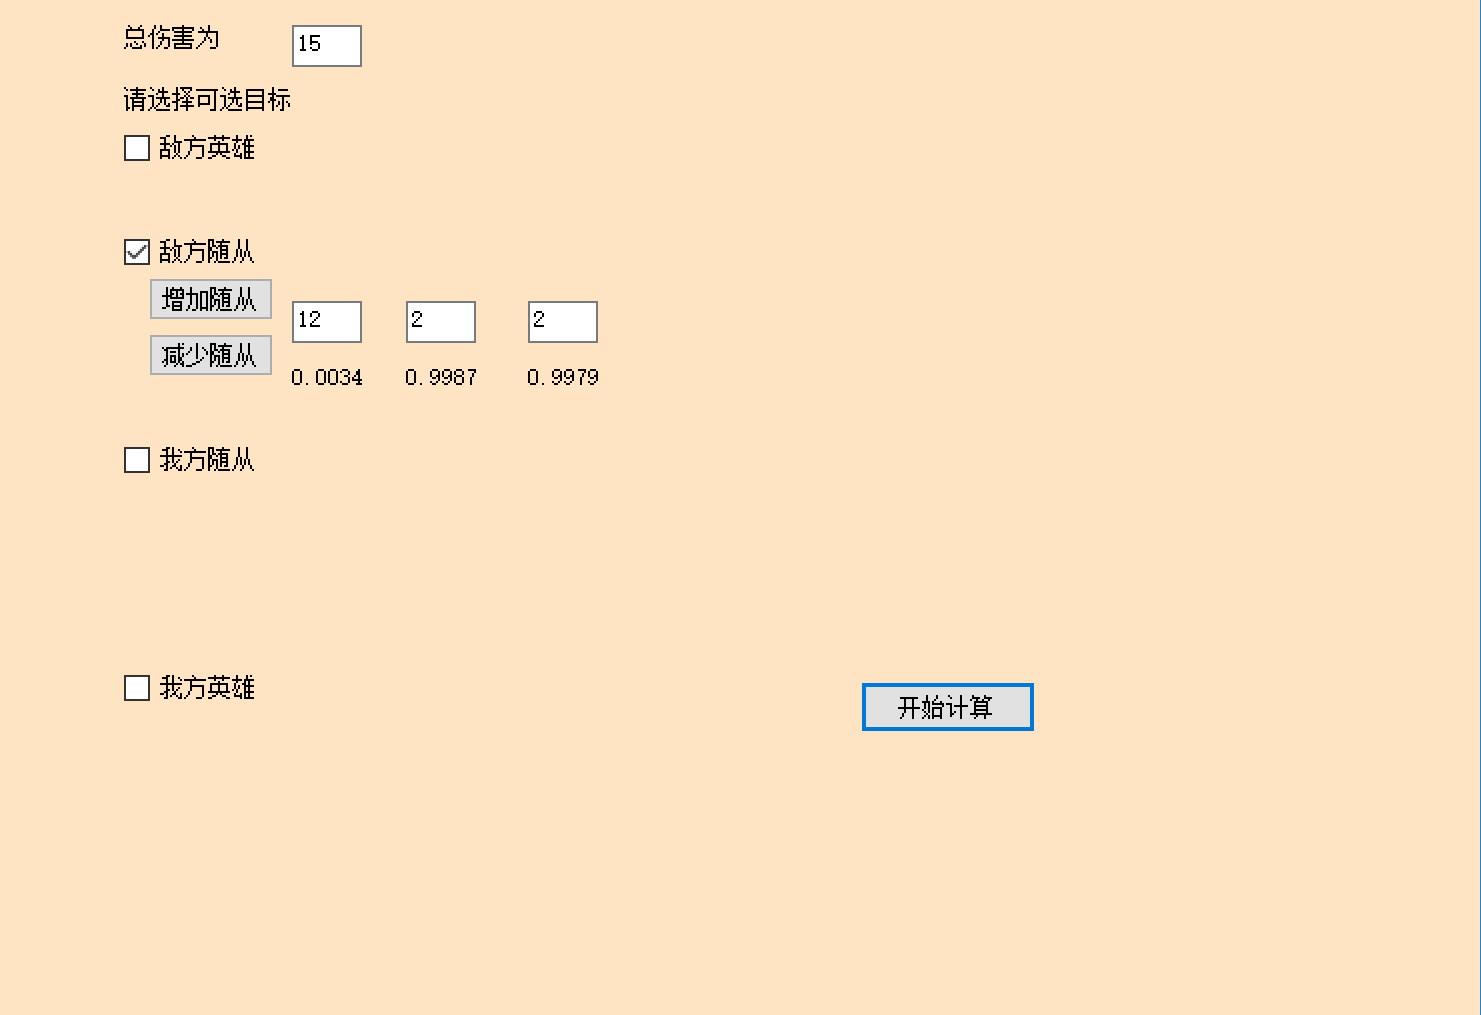 总伤害为 15
请选择可选目标
敌方英雄
敌方随从
增加随从
12 2 2
减少随从
0.0034 0.9987 0.9979
我方随从
我方英雄
开始计算